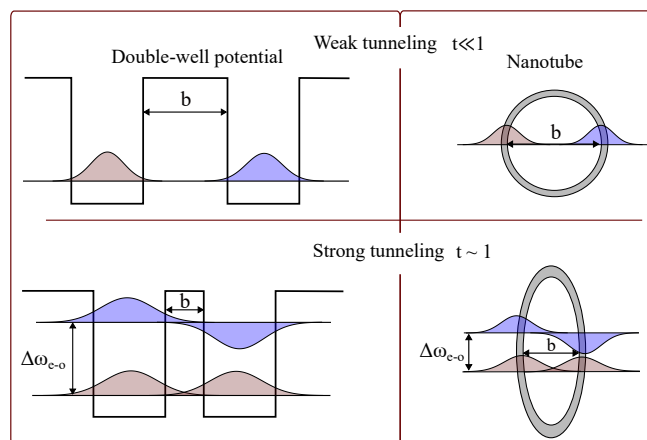 Weak tunneling t≪1
Double-well potential
Nanotube
b
b
Strong tunneling t ~ 1
b
Δωe-o
b
Δωe-o